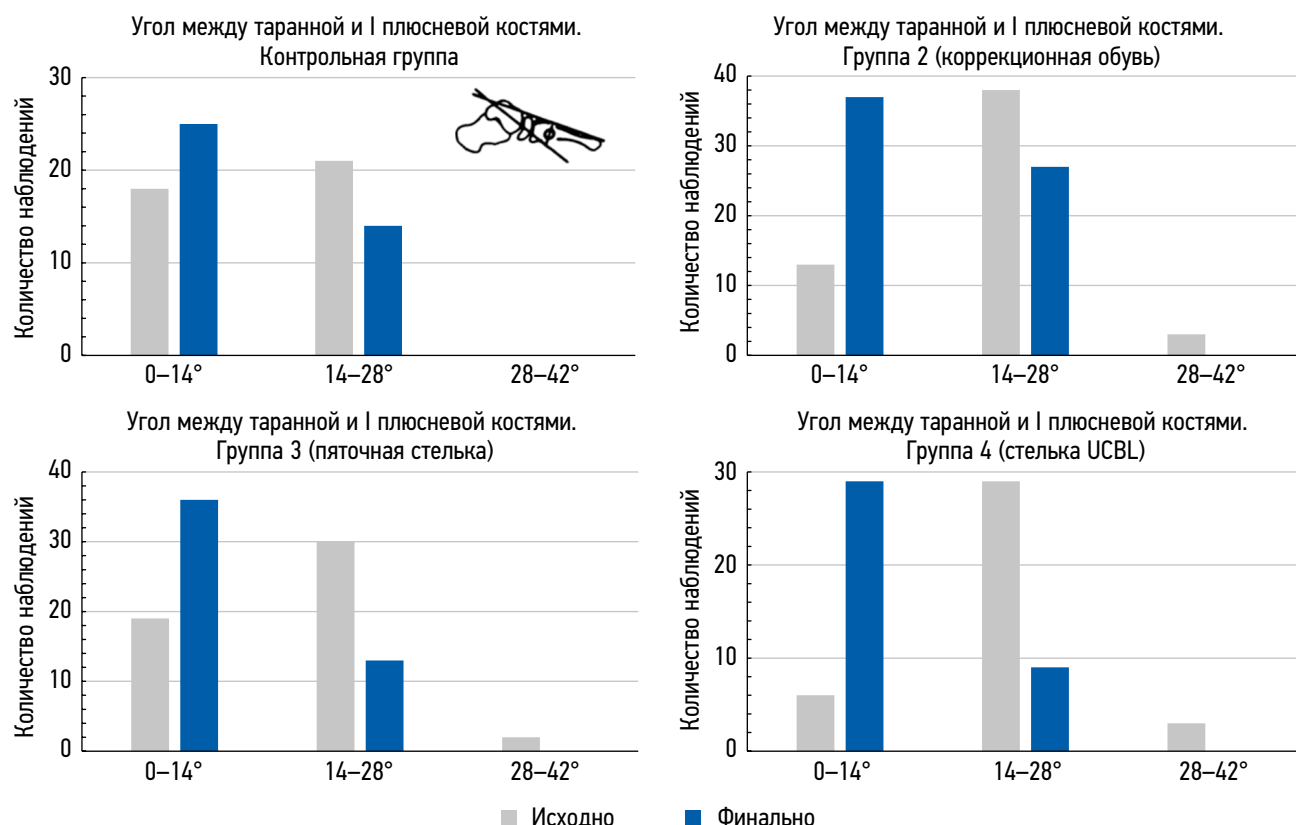 Угол между таранной и I плюсневой костями.
Контрольная группа
Количество наблюдений
30
20
10
0
0–14°
14–28°
28–42°
Угол между таранной и I плюсневой костями.
Группа 2 (коррекционная обувь)
Количество наблюдений
40
30
20
10
0
0–14°
14–28°
28–42°
Угол между таранной и I плюсневой костями.
Группа 3 (пяточная стелька)
Количество наблюдений
40
30
20
10
0
0–14°
14–28°
28–42°
Угол между таранной и I плюсневой костями.
Группа 4 (стелька UCBL)
Количество наблюдений
30
20
10
0
0–14°
14–28°
28–42°
Исходно
Финально